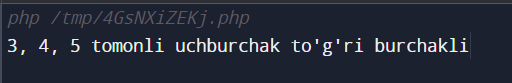 php /tmp/4GsNXiZEKj.php
3, 4, 5 tomonli uchburchak to'g'ri burchakli